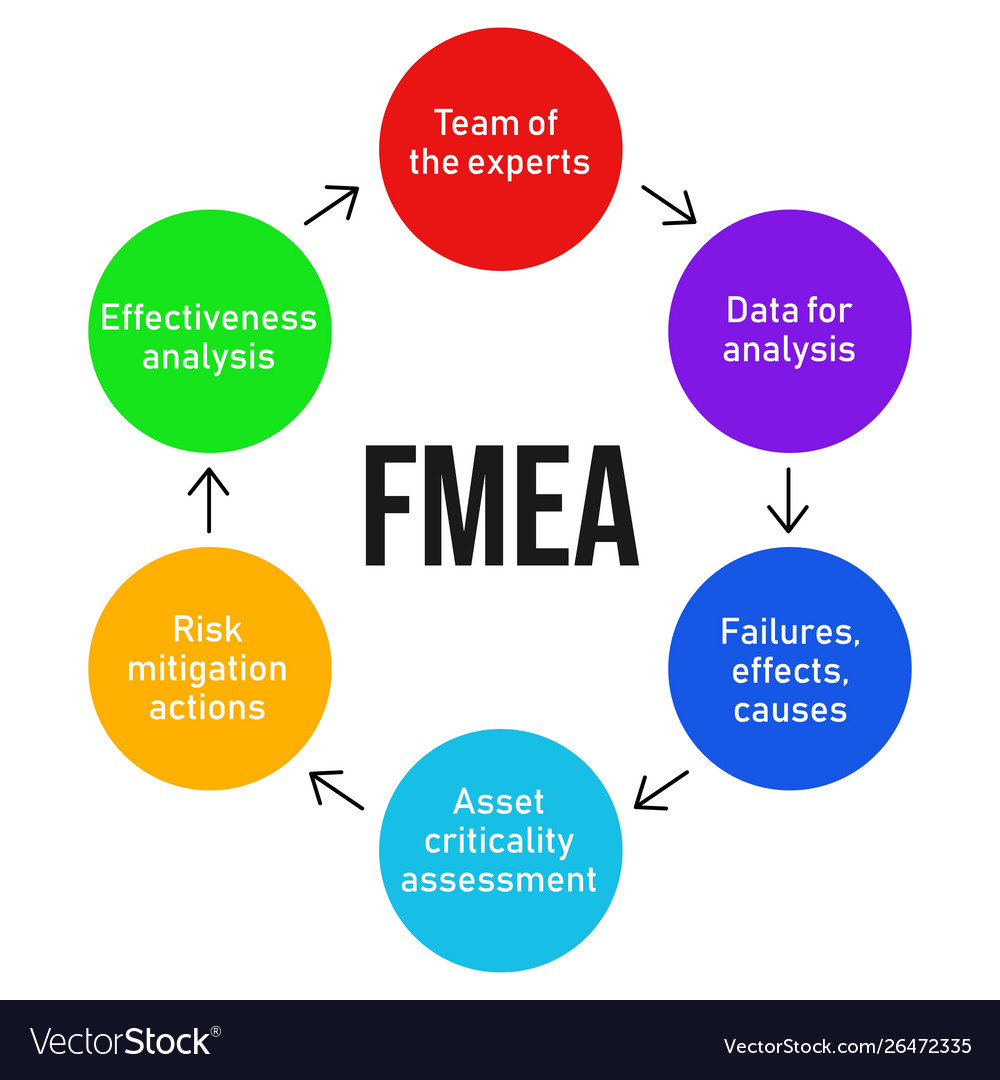 Team of
the experts
Data for
analysis
Failures,
effects,
causes
Asset
criticality
assessment
Risk
mitigation
actions
Effectiveness
analysis
FMEA
VectorStock®
VectorStock.com/26472335